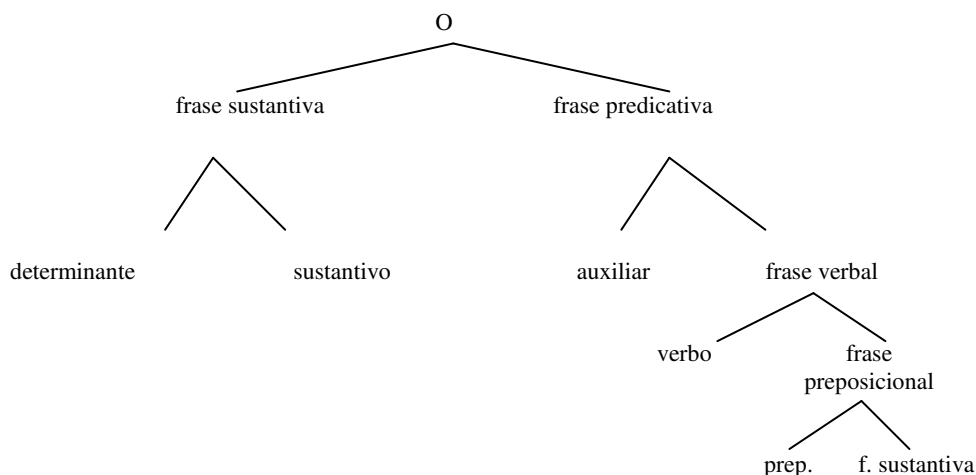 O
frase sustantiva frase predicativa
determinante sustantivo auxiliar frase verbal
verbo frase
preposicional
prep. f. sustantiva